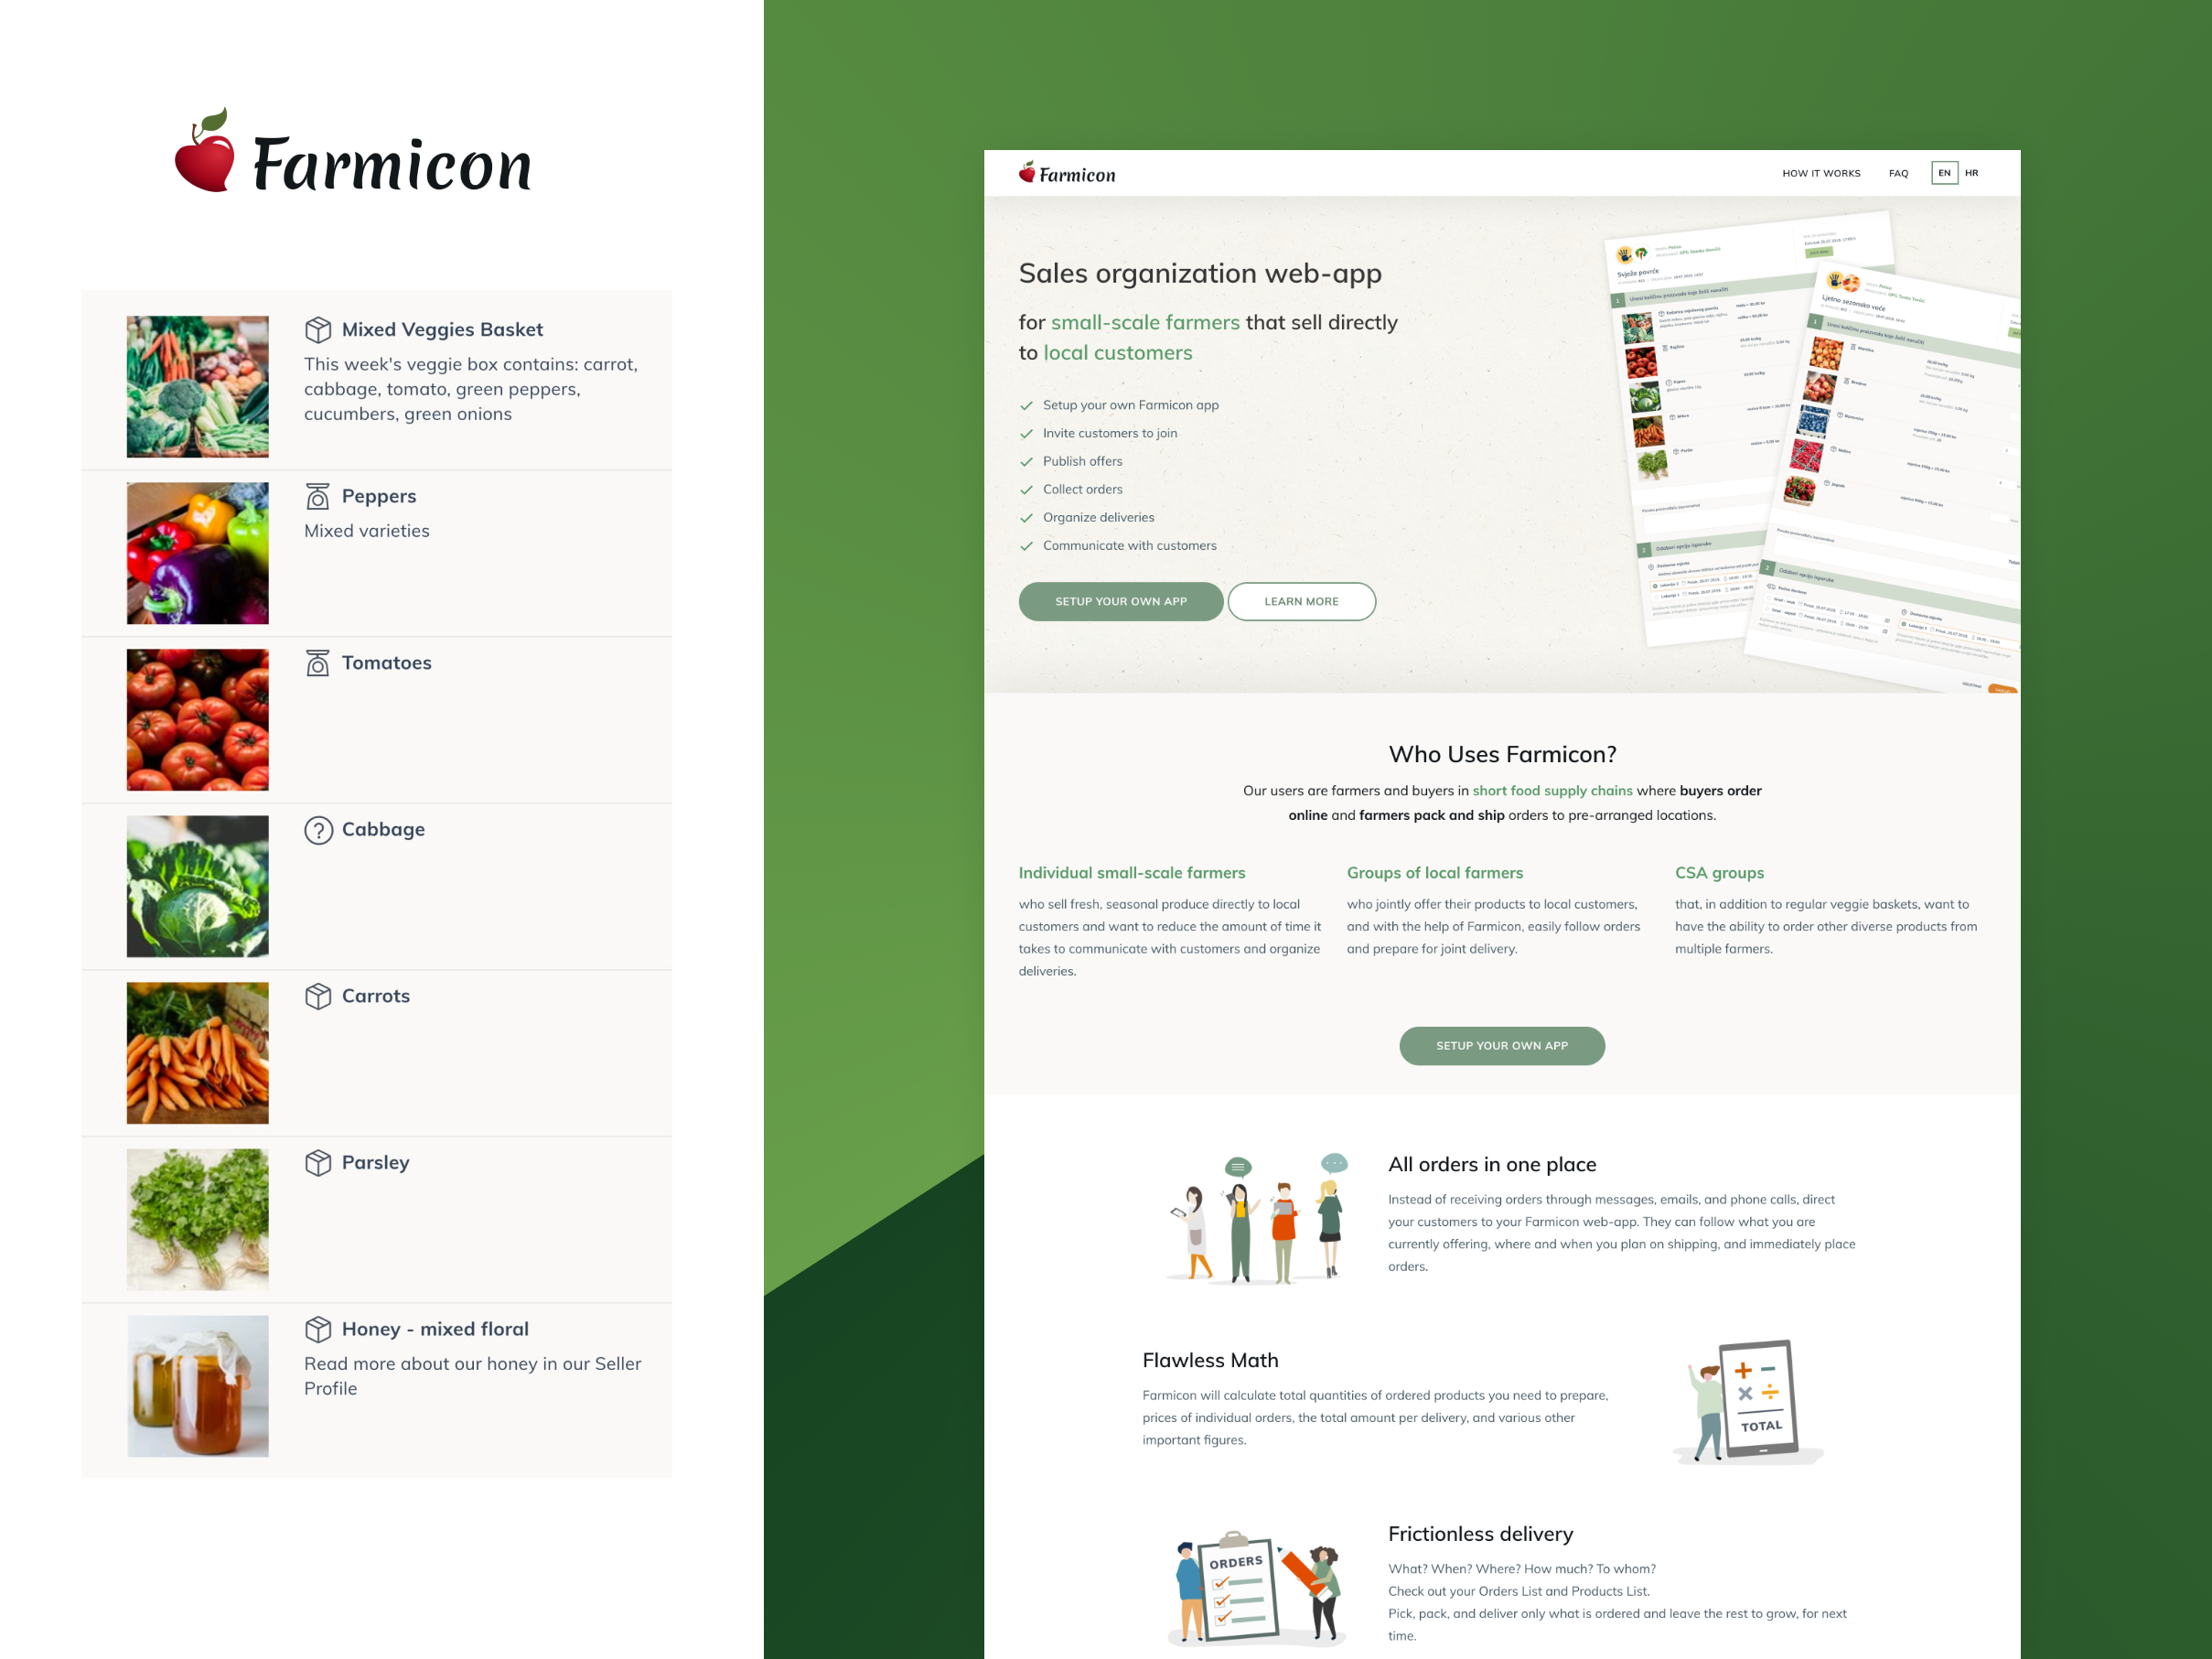 Farmicon
Mixed Veggies Basket
This week's veggie box contains: carrot,
cabbage, tomato, green peppers,
cucumbers, green onions
Peppers
Mixed varieties
Tomatoes
Cabbage
Carrots
Parsley
Honey - mixed floral
Read more about our honey in our Seller
Profile
Farmicon
HOW IT WORKS FAQ EN HR
Sales organization web-app
for small-scale farmers that sell directly
to local customers
Setup your own Farmicon app
Invite customers to join
Publish offers
Collect orders
Organize deliveries
Communicate with customers
SETUP YOUR OWN APP LEARN MORE
Svježe povrće
Ljetno sezonsko voće
Who Uses Farmicon?
Our users are farmers and buyers in short food supply chains where buyers order
online and farmers pack and ship orders to pre-arranged locations.
Individual small-scale farmers
who sell fresh, seasonal produce directly to local
customers and want to reduce the amount of time it
takes to communicate with customers and organize
deliveries.
Groups of local farmers
who jointly offer their products to local customers,
and with the help of Farmicon, easily follow orders
and prepare for joint delivery.
CSA groups
that, in addition to regular veggie baskets, want to
have the ability to order other diverse products from
multiple farmers.
SETUP YOUR OWN APP
All orders in one place
Instead of receiving orders through messages, emails, and phone calls, direct
your customers to your Farmicon web-app. They can follow what you are
currently offering, where and when you plan on shipping, and immediately place
orders.
Flawless Math
Farmicon will calculate total quantities of ordered products you need to prepare,
prices of individual orders, the total amount per delivery, and various other
important figures.
+ −
× ÷
TOTAL
ORDERS
Frictionless delivery
What? When? Where? How much? To whom?
Check out your Orders List and Products List.
Pick, pack, and deliver only what is ordered and leave the rest to grow, for next
time.